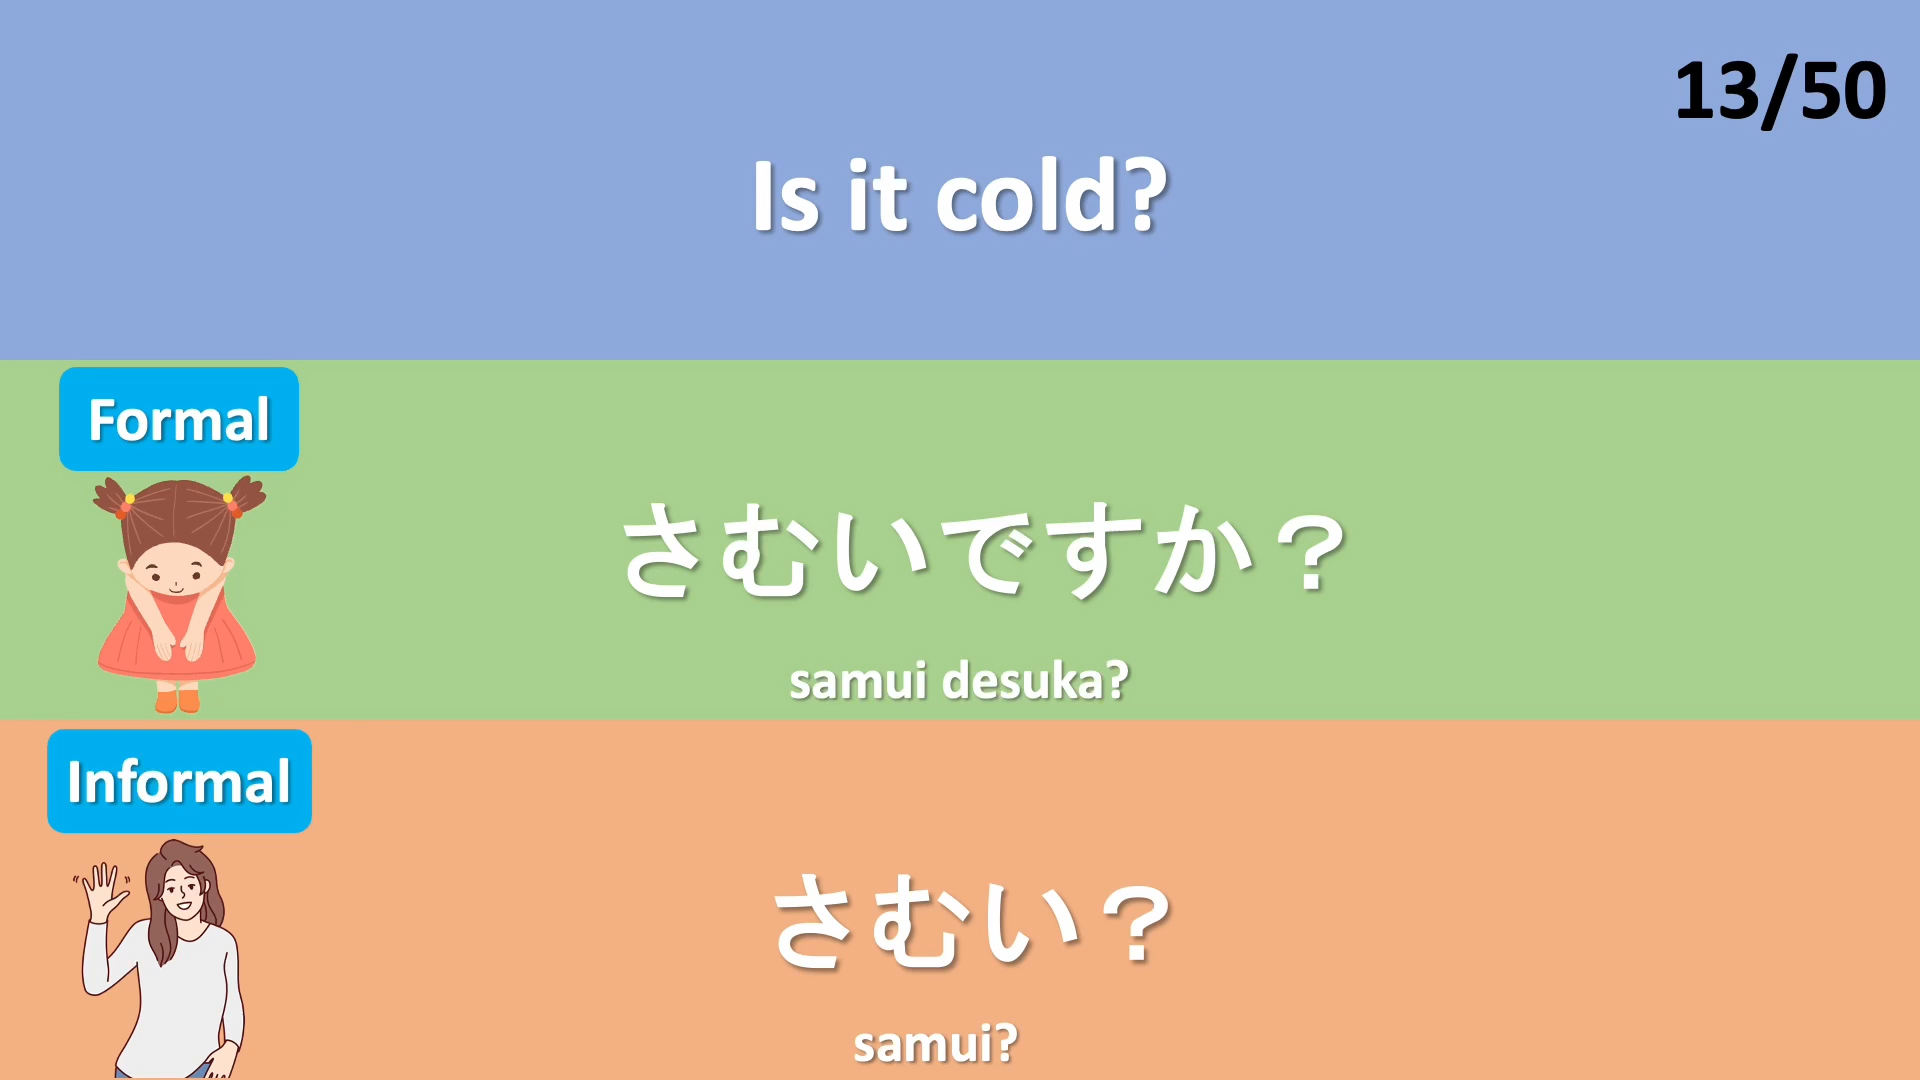 13/50
Is it cold?
Formal
さむいですか？
samui desuka?
Informal
さむい？
samui?